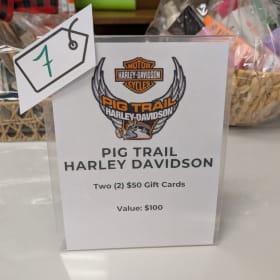 7
MOTOR
HARLEY-DAVIDSON
CYCLES
PIG TRAIL
HARLEY-DAVIDSON
PIG TRAIL
HARLEY DAVIDSON
Two (2) $50 Gift Cards
Value: $100